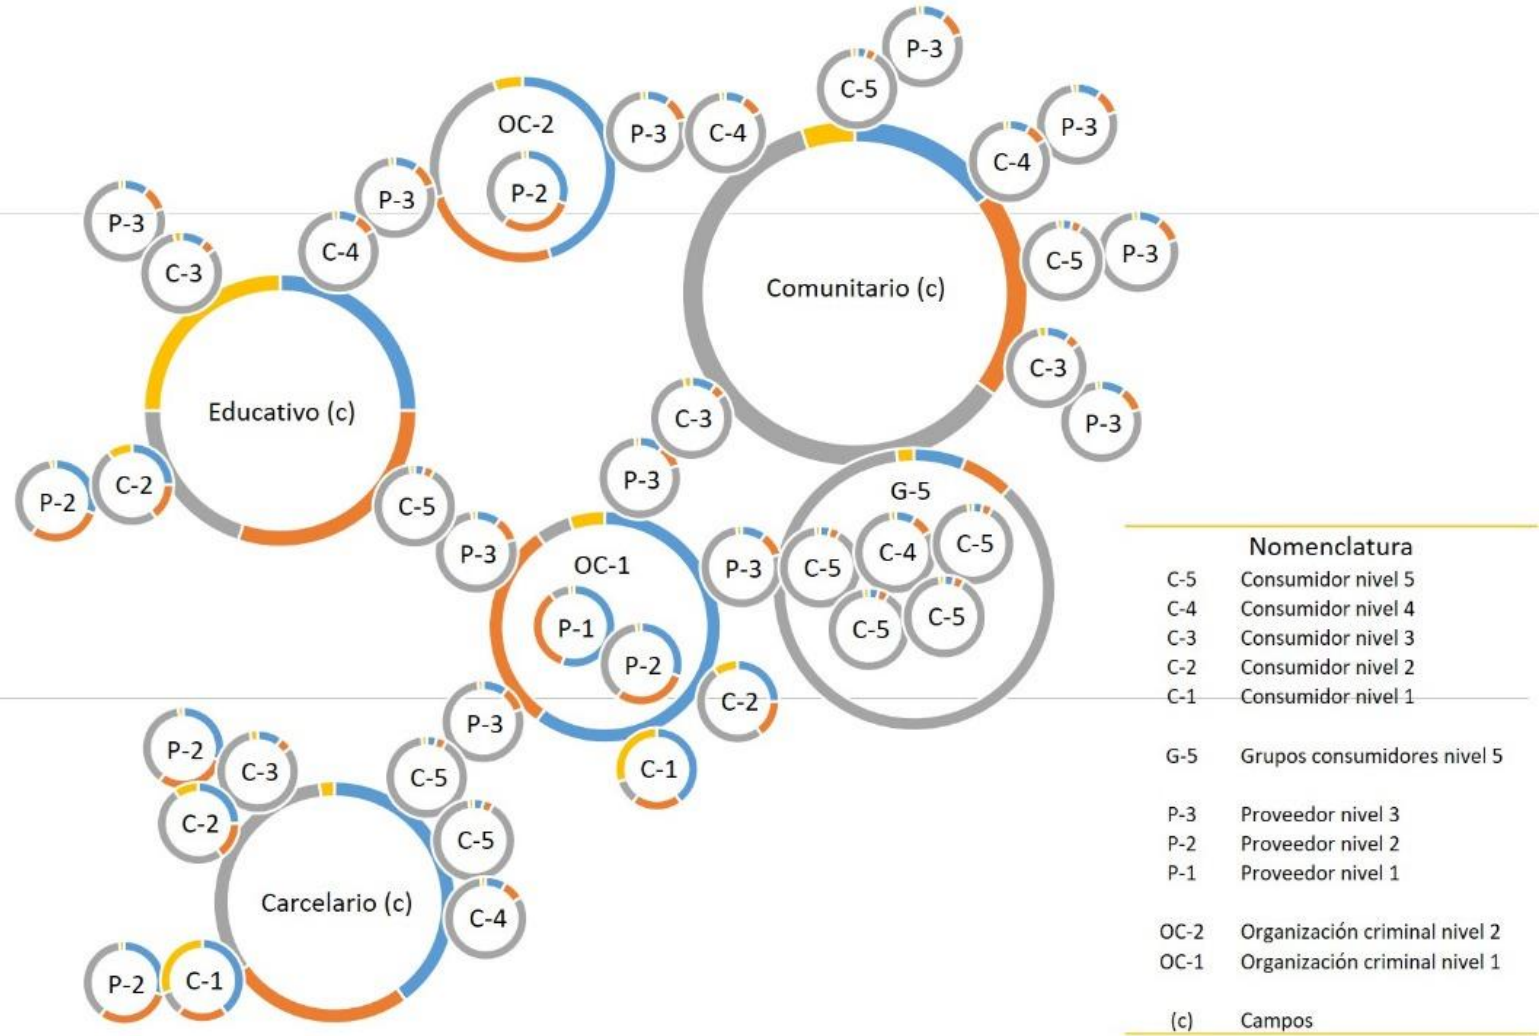 P-3
C-5
P-3
C-4
OC-2
P-2
P-3
C-4
P-3
P-3
C-3
C-4
C-5
P-3
Comunitario (c)
C-3
P-3
Educativo (c)
C-3
P-3
C-2
P-2
C-5
P-3
G-5
C-5
C-4
C-5
C-5
C-5
P-3
OC-1
P-1
P-2
C-2
C-1
P-3
C-5
P-2
C-3
C-2
C-5
Carcelario (c)
C-4
P-2
C-1
Nomenclatura
C-5 Consumidor nivel 5
C-4 Consumidor nivel 4
C-3 Consumidor nivel 3
C-2 Consumidor nivel 2
C-1 Consumidor nivel 1
G-5 Grupos consumidores nivel 5
P-3 Proveedor nivel 3
P-2 Proveedor nivel 2
P-1 Proveedor nivel 1
OC-2 Organización criminal nivel 2
OC-1 Organización criminal nivel 1
(c) Campos